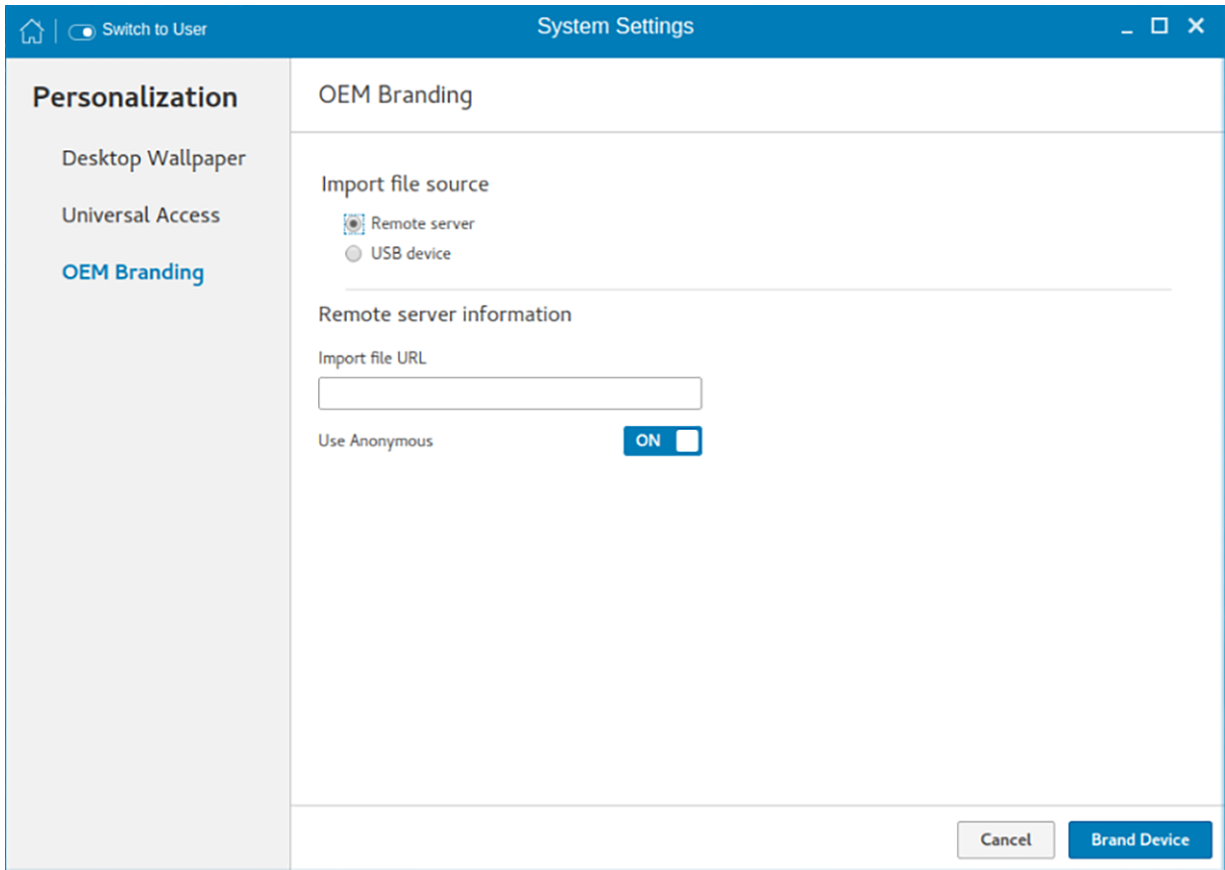 Switch to User
System Settings
Personalization
Desktop Wallpaper
Universal Access
OEM Branding
OEM Branding
Import file source
Remote server
USB device
Remote server information
Import file URL
Use Anonymous
ON
Cancel
Brand Device